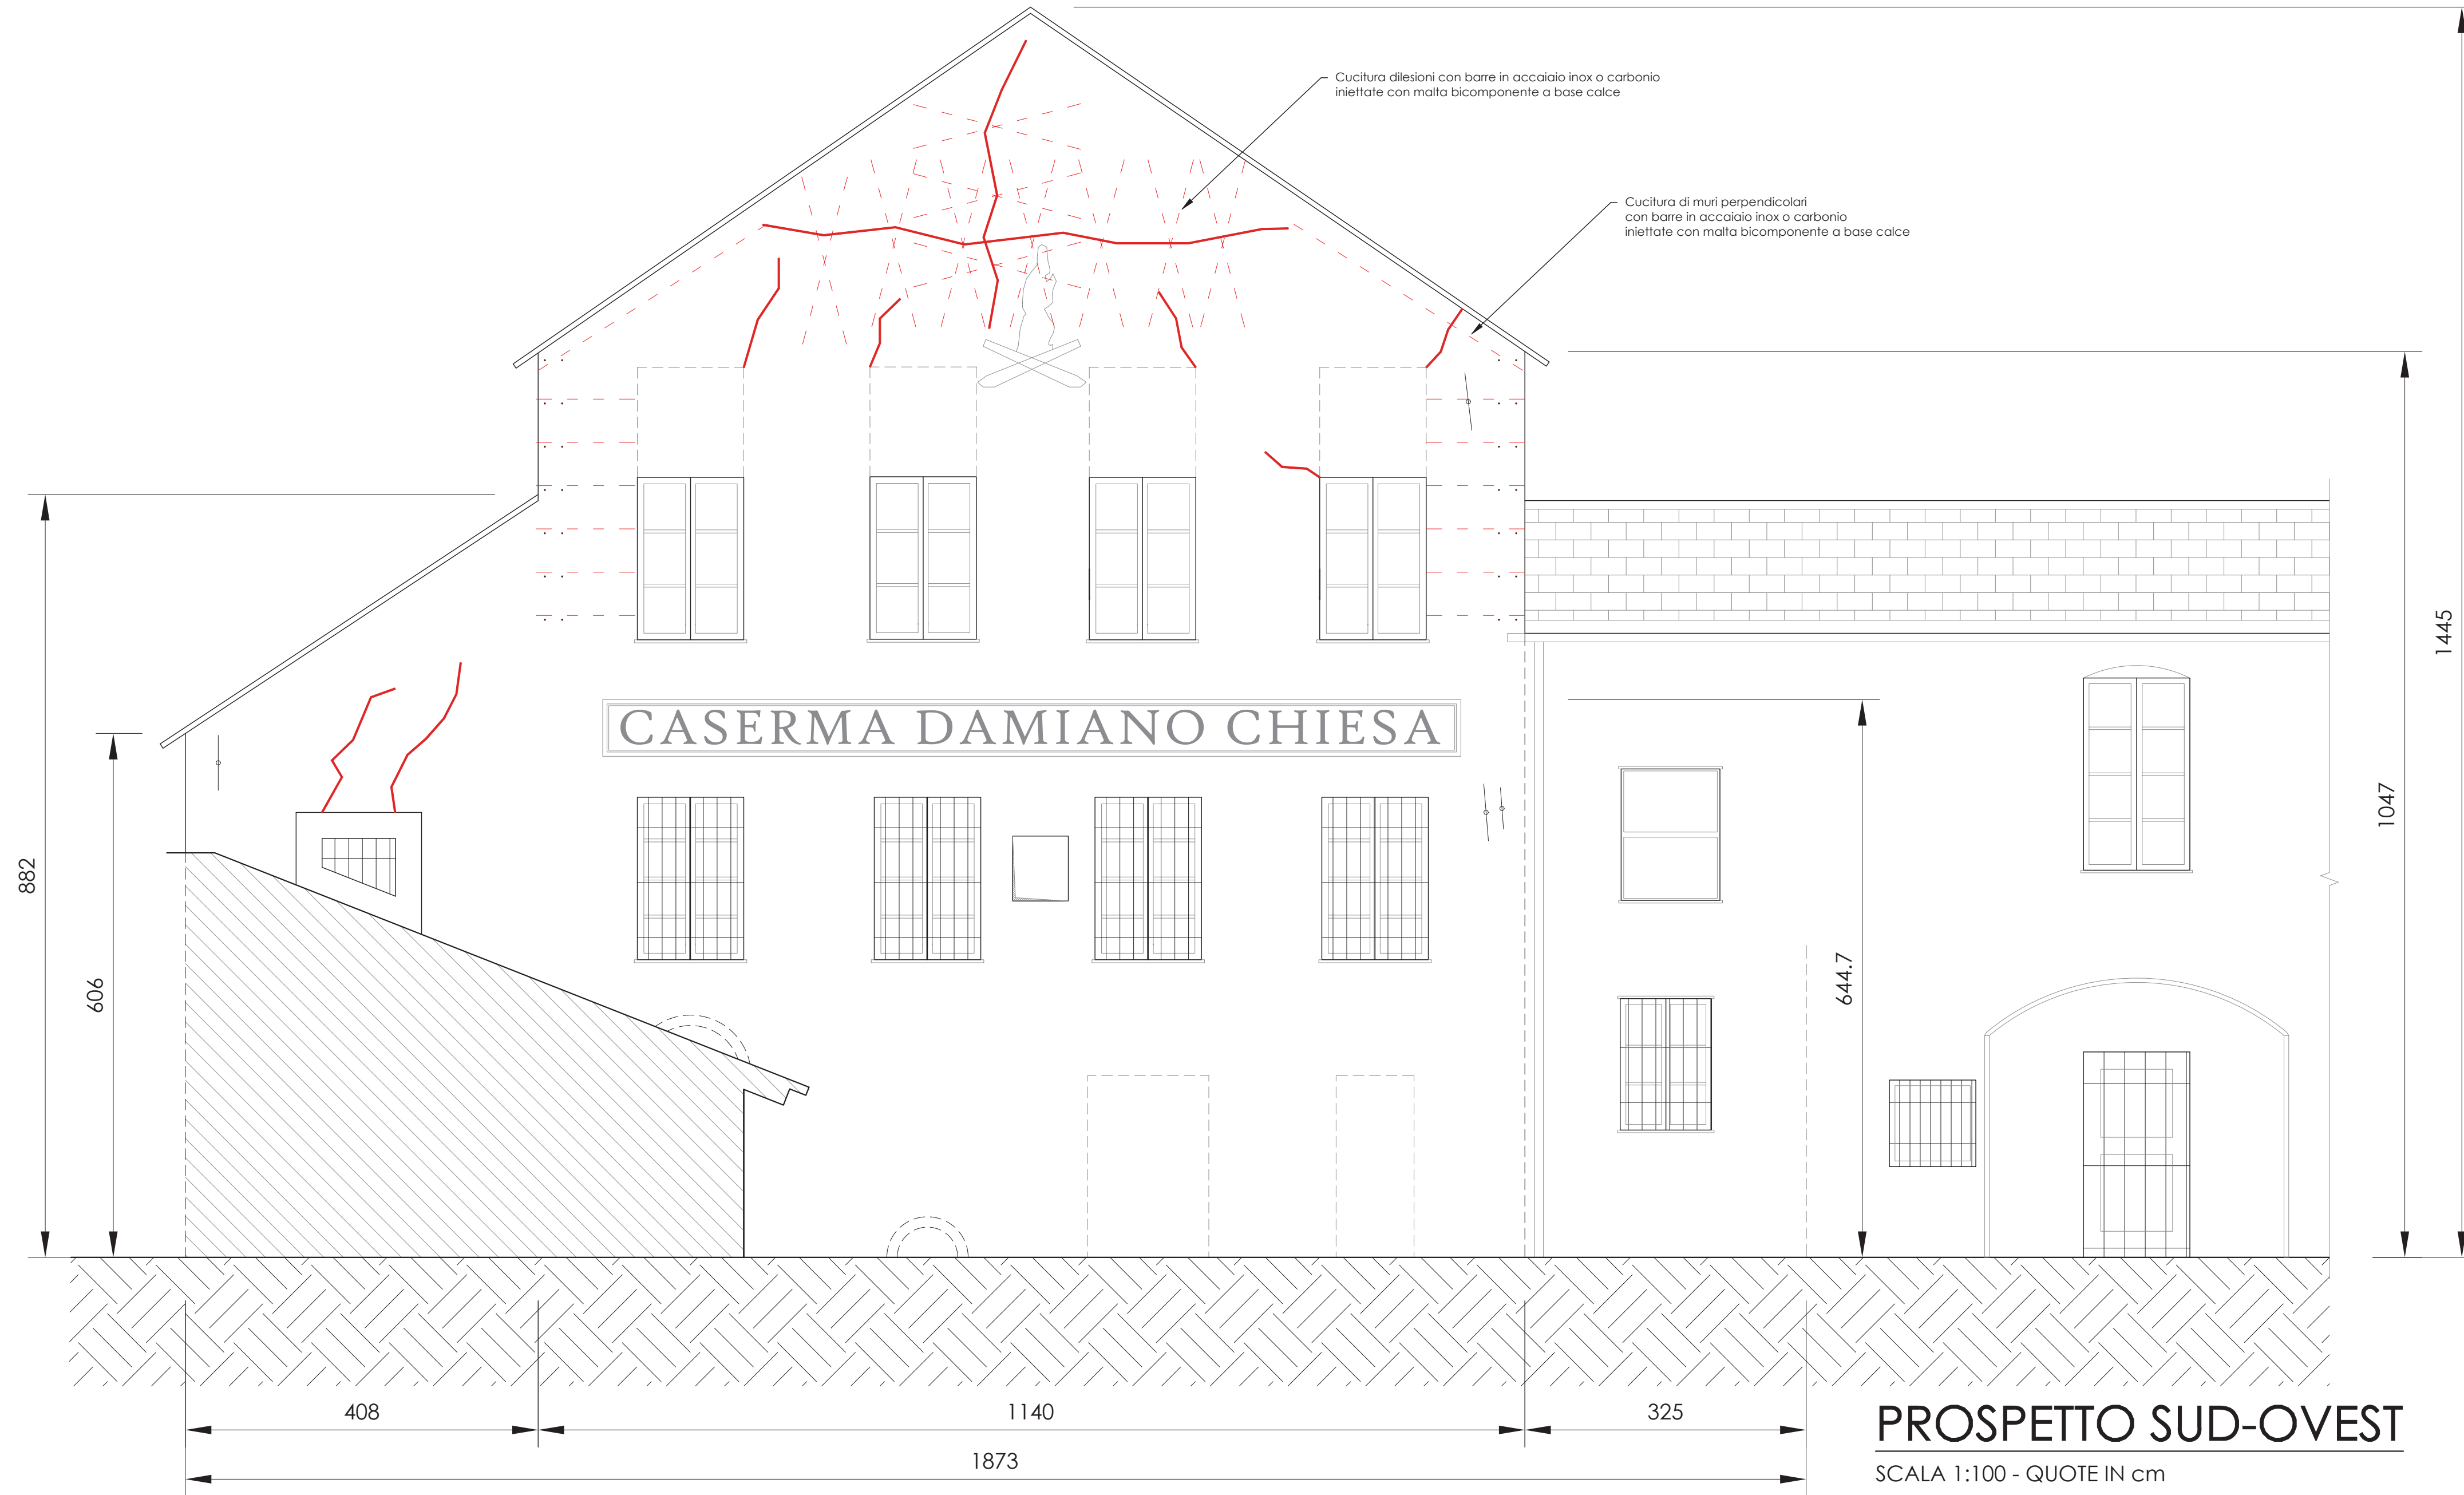 Cucitura dilesioni con barre in accaiaio inox o carbonio
iniettate con malta bicomponente a base calce
Cucitura di muri perpendicolari
con barre in accaiaio inox o carbonio
iniettate con malta bicomponente a base calce
CASERMA DAMIANO CHIESA
882
606
644.7
1047
1445
408
1140
325
1873
PROSPETTO SUD-OVEST
SCALA 1:100 - QUOTE IN cm